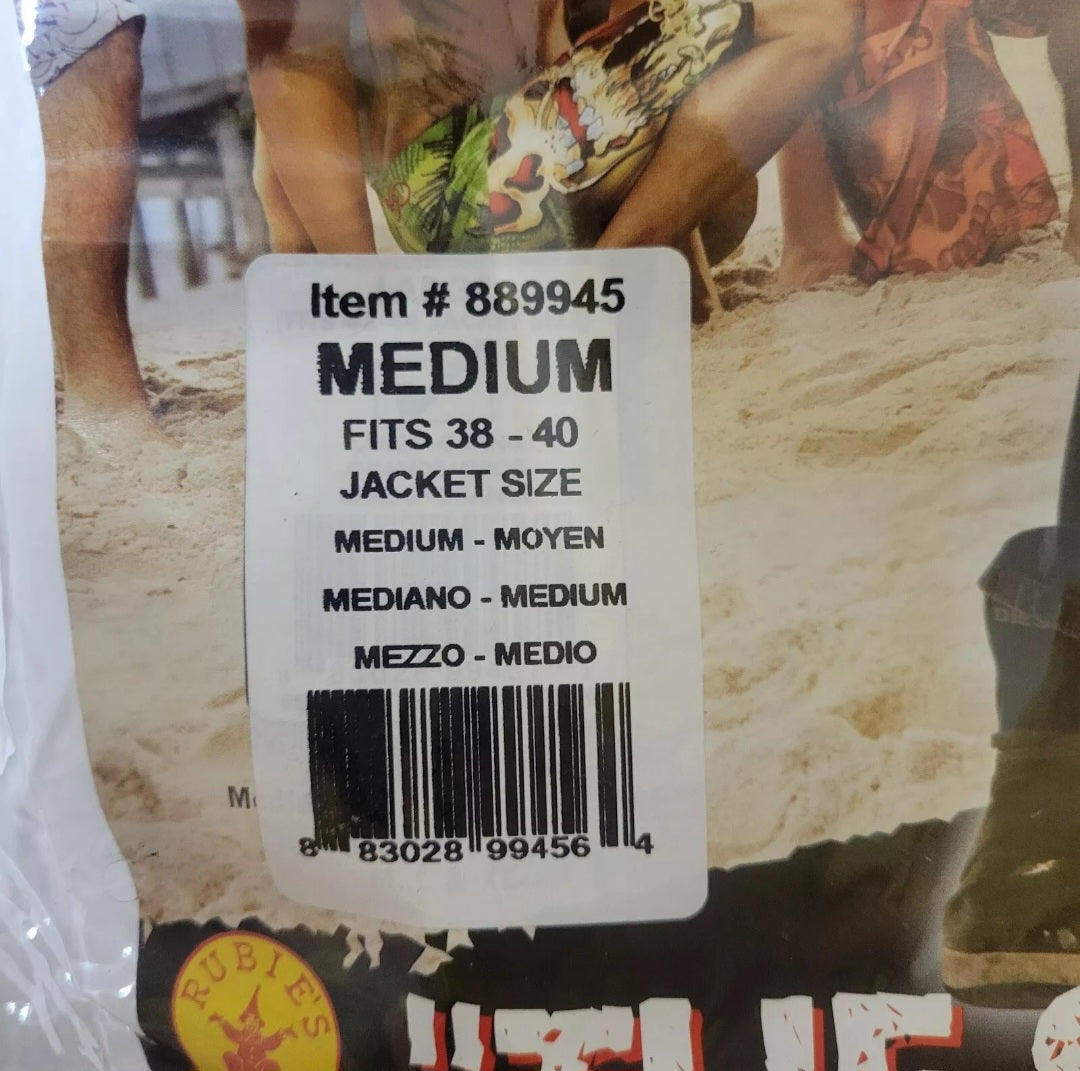 Item # 889945
MEDIUM
FITS 38 - 40
JACKET SIZE
MEDIUM - MOYEN
MEDIANO - MEDIUM
MEZZO - MEDIO
8 83028 99456 4
RUBIE'S
"THE